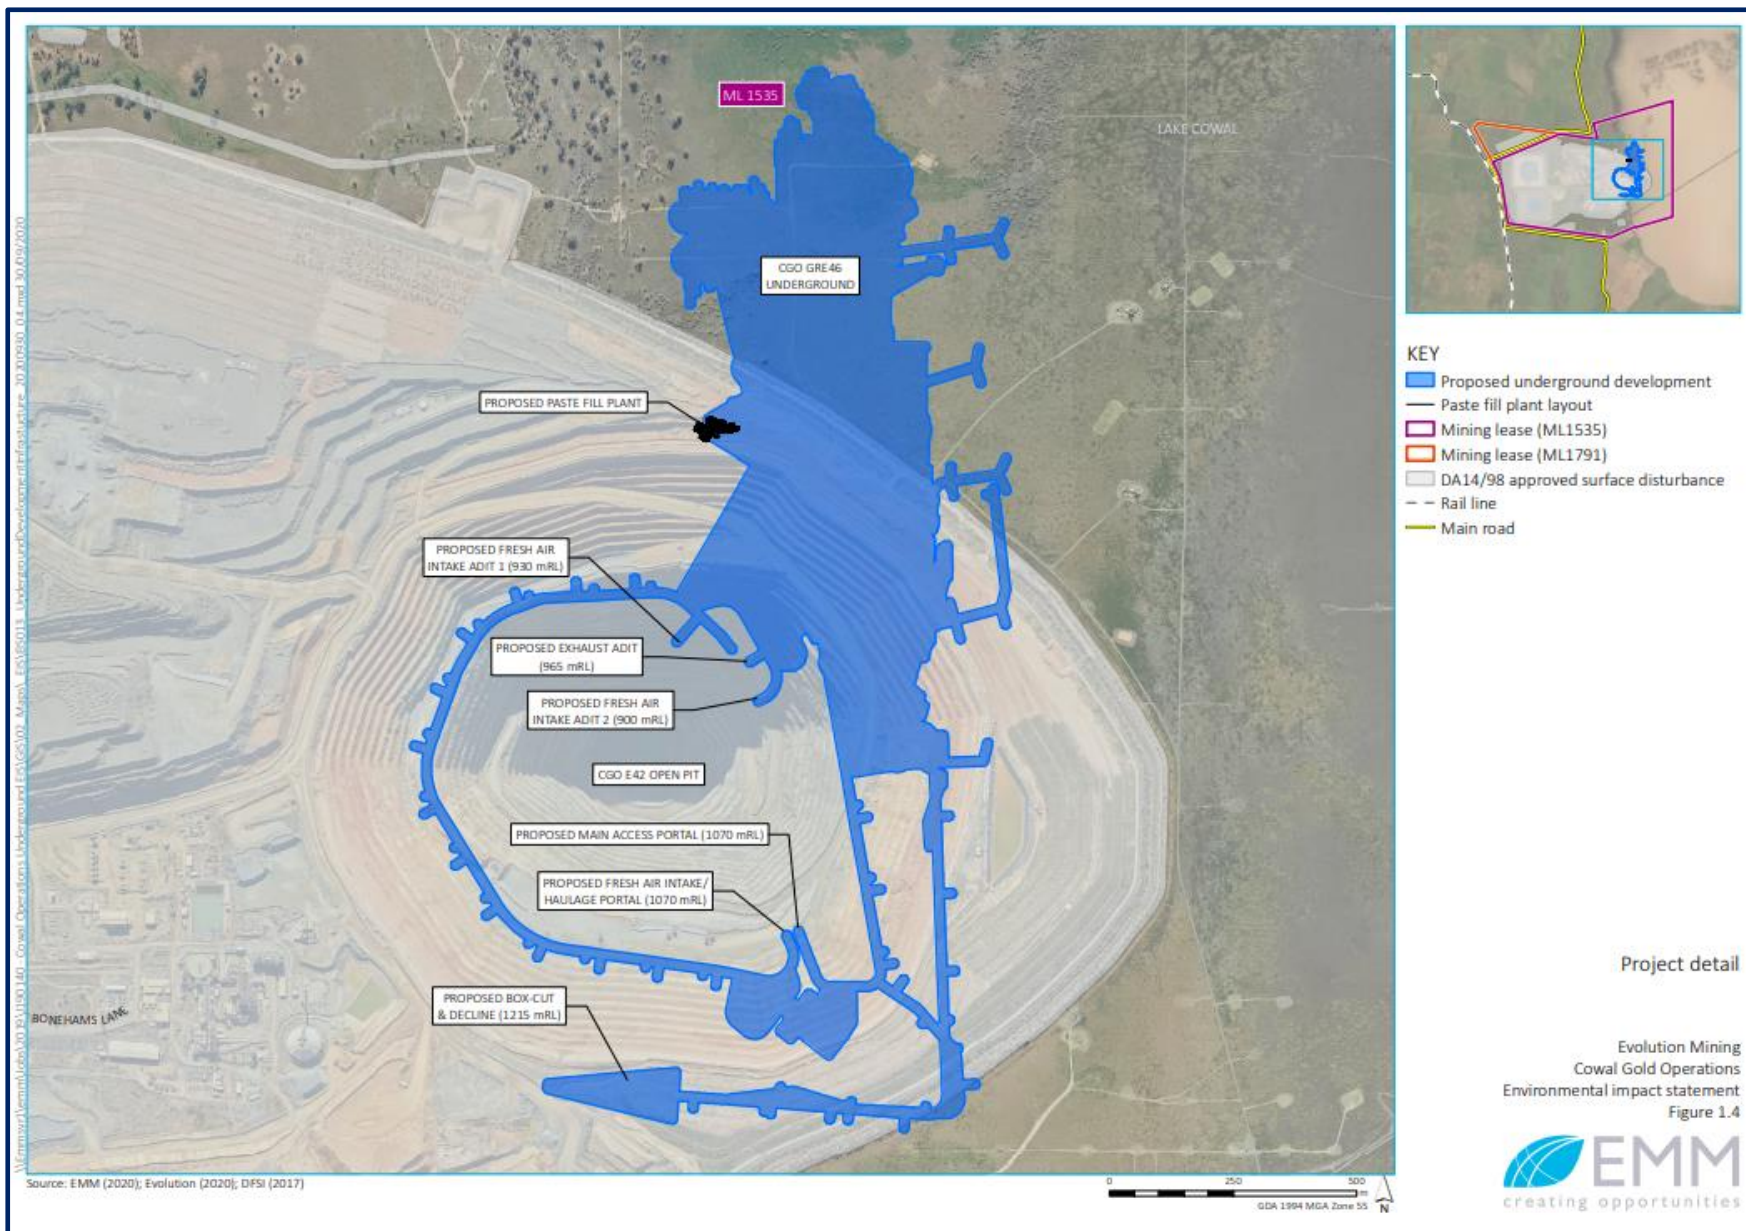 ML 1535
LAKE COWAL
CGO GRE46
UNDERGROUND
PROPOSED PASTE FILL PLANT
PROPOSED FRESH AIR
INTAKE ADIT 1 (930 mRL)
PROPOSED EXHAUST ADIT
(965 mRL)
PROPOSED FRESH AIR
INTAKE ADIT 2 (900 mRL)
CGO E42 OPEN PIT
PROPOSED MAIN ACCESS PORTAL (1070 mRL)
PROPOSED FRESH AIR INTAKE/
HAULAGE PORTAL (1070 mRL)
PROPOSED BOX-CUT
& DECLINE (1215 mRL)
BONEHAMS LANE
Source: EMM (2020); Evolution (2020); DFSI (2017)
0 250 500
m
GDA 1994 MGA Zone 55
N
KEY
Proposed underground development
Paste fill plant layout
Mining lease (ML1535)
Mining lease (ML1791)
DA14/98 approved surface disturbance
Rail line
Main road
Project detail
Evolution Mining
Cowal Gold Operations
Environmental impact statement
Figure 1.4
EMM
creating opportunities